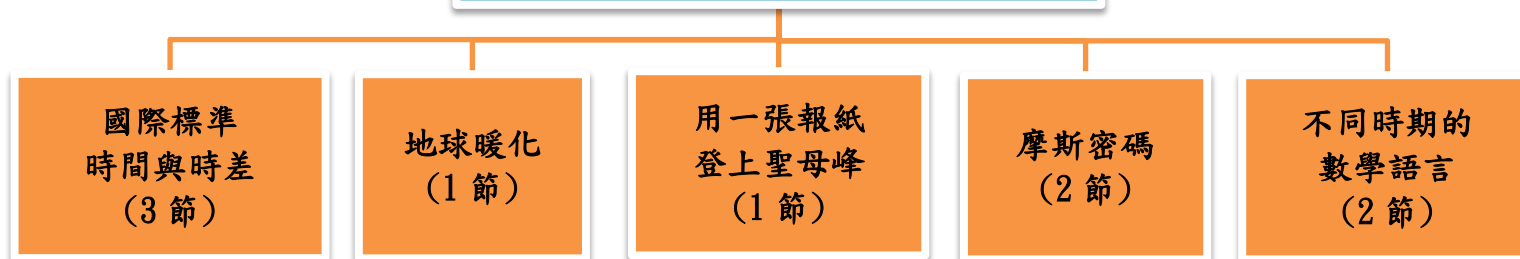 國際標準
時間與時差
(3 節)
地球暖化
(1 節)
用一張報紙
登上聖母峰
(1 節)
摩斯密碼
(2 節)
不同時期的
數學語言
(2 節)